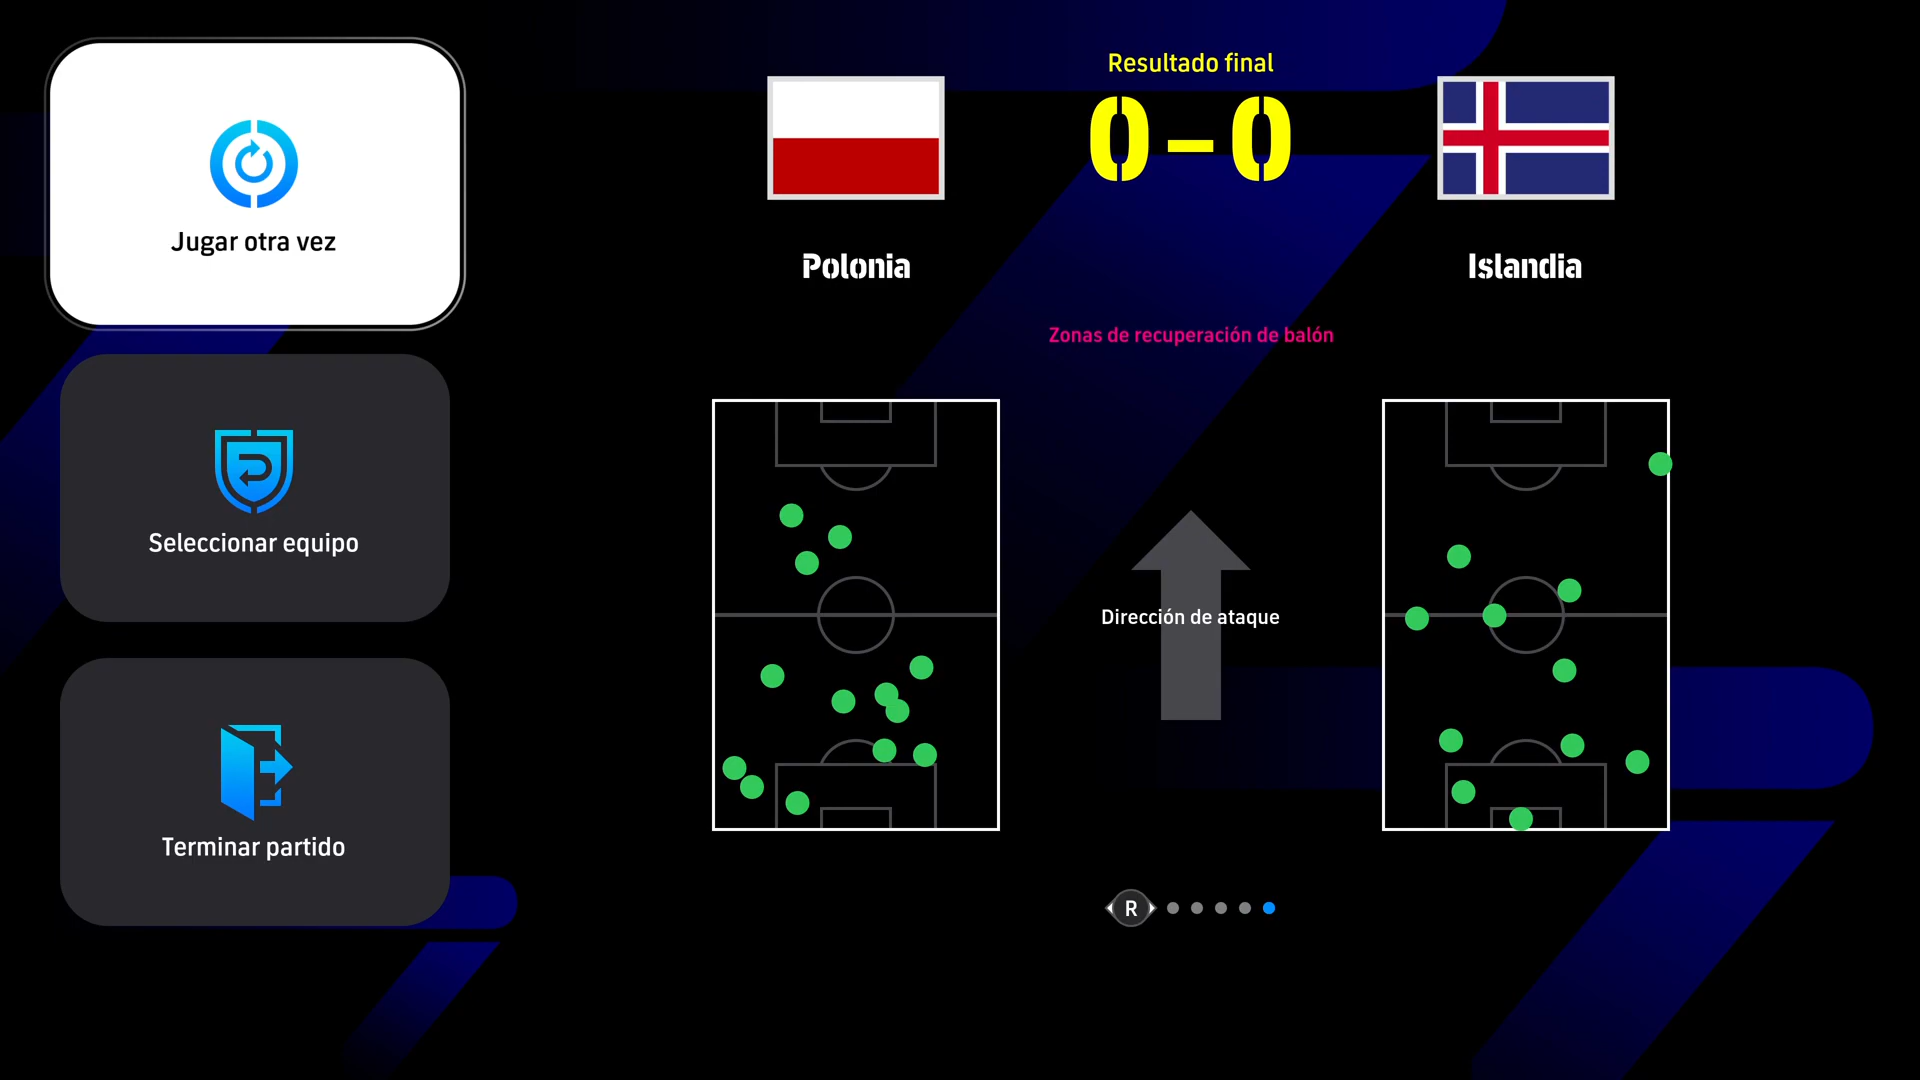 Jugar otra vez
Seleccionar equipo
Terminar partido
Resultado final
0 – 0
Polonia
Islandia
Zonas de recuperación de balón
Dirección de ataque
R